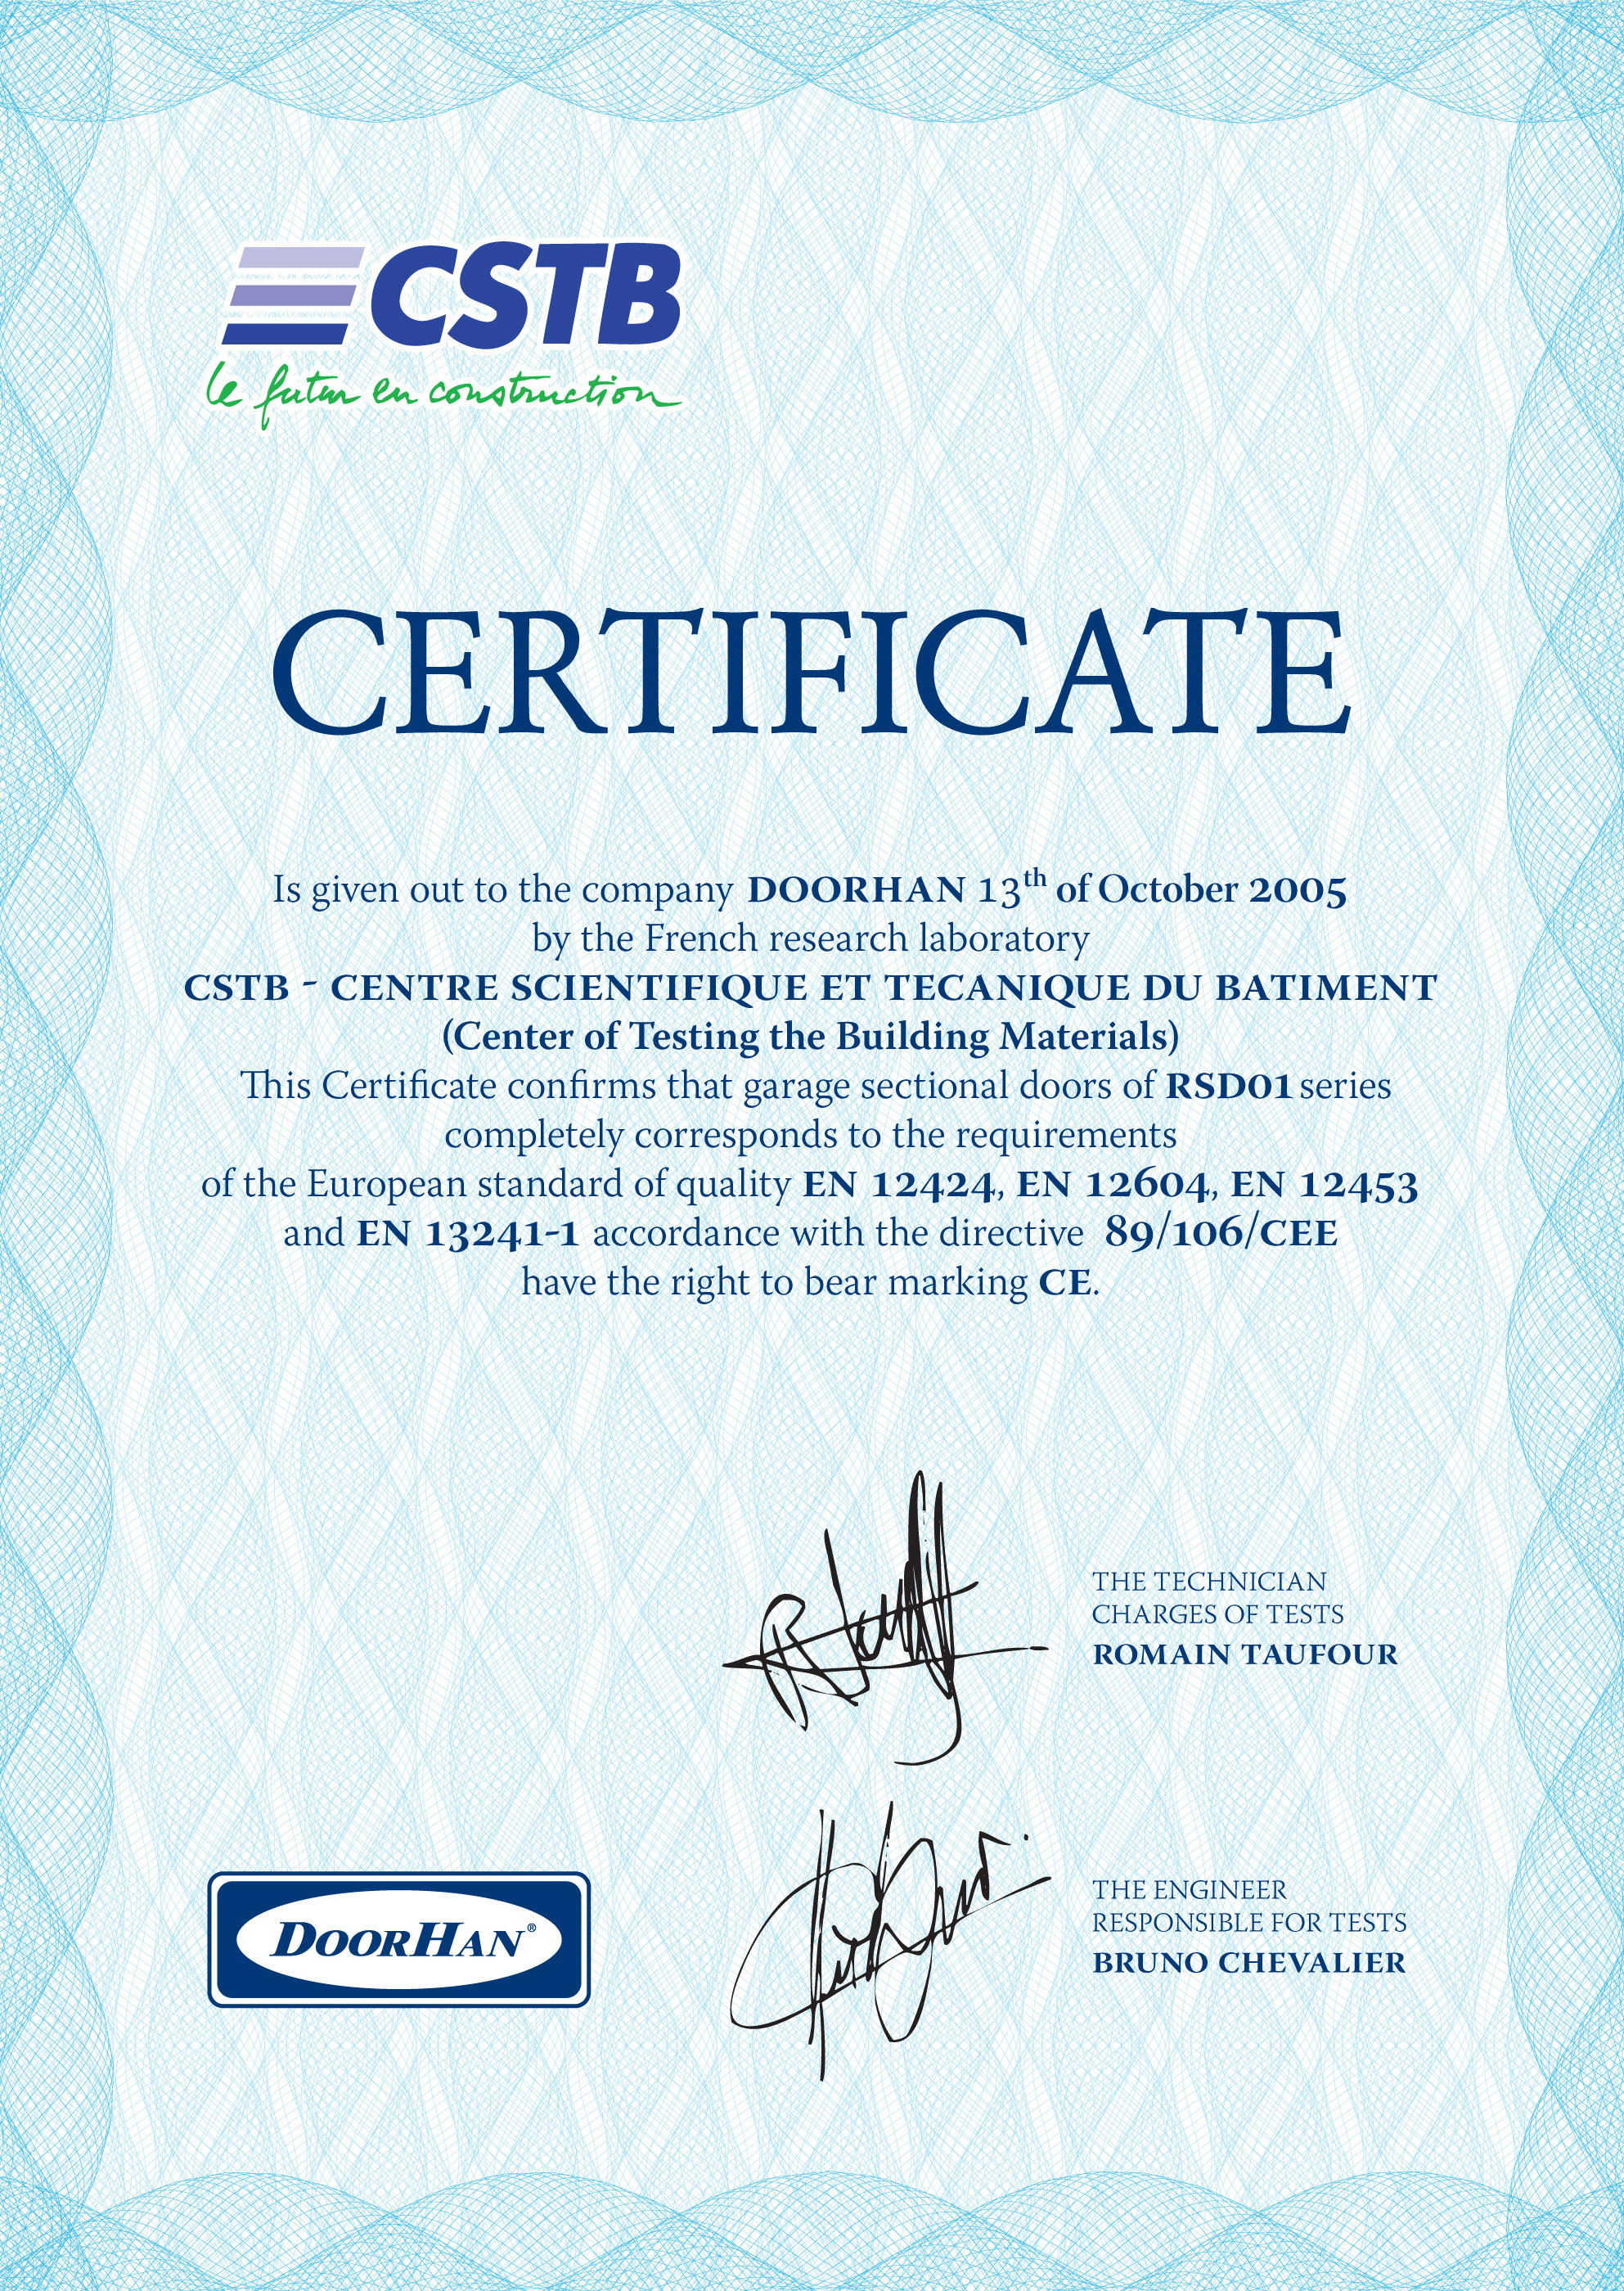 CSTB
le futur en construction
CERTIFICATE
Is given out to the company DOORHAN 13th of October 2005
by the French research laboratory
CSTB - CENTRE SCIENTIFIQUE ET TECANIQUE DU BATIMENT
(Center of Testing the Building Materials)
This Certificate confirms that garage sectional doors of RSD01 series
completely corresponds to the requirements
of the European standard of quality EN 12424, EN 12604, EN 12453
and EN 13241-1 accordance with the directive 89/106/CEE
have the right to bear marking CE.
THE TECHNICIAN
CHARGES OF TESTS
ROMAIN TAUFOUR
THE ENGINEER
RESPONSIBLE FOR TESTS
BRUNO CHEVALIER
DOORHAN®